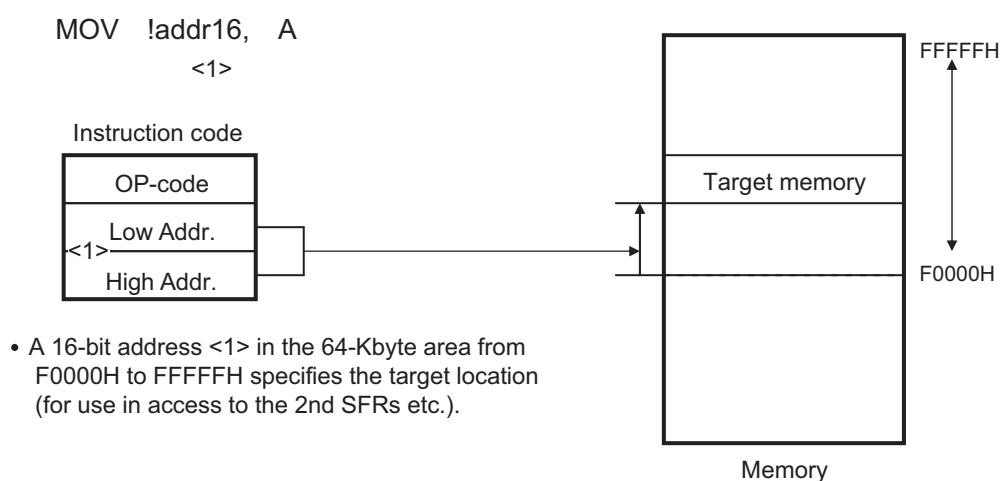 MOV !addr16, A
<1>
Instruction code
OP-code
Low Addr.
<1>
High Addr.
FFFFFH
Target memory
F0000H
Memory
• A 16-bit address <1> in the 64-Kbyte area from
F0000H to FFFFFH specifies the target location
(for use in access to the 2nd SFRs etc.).